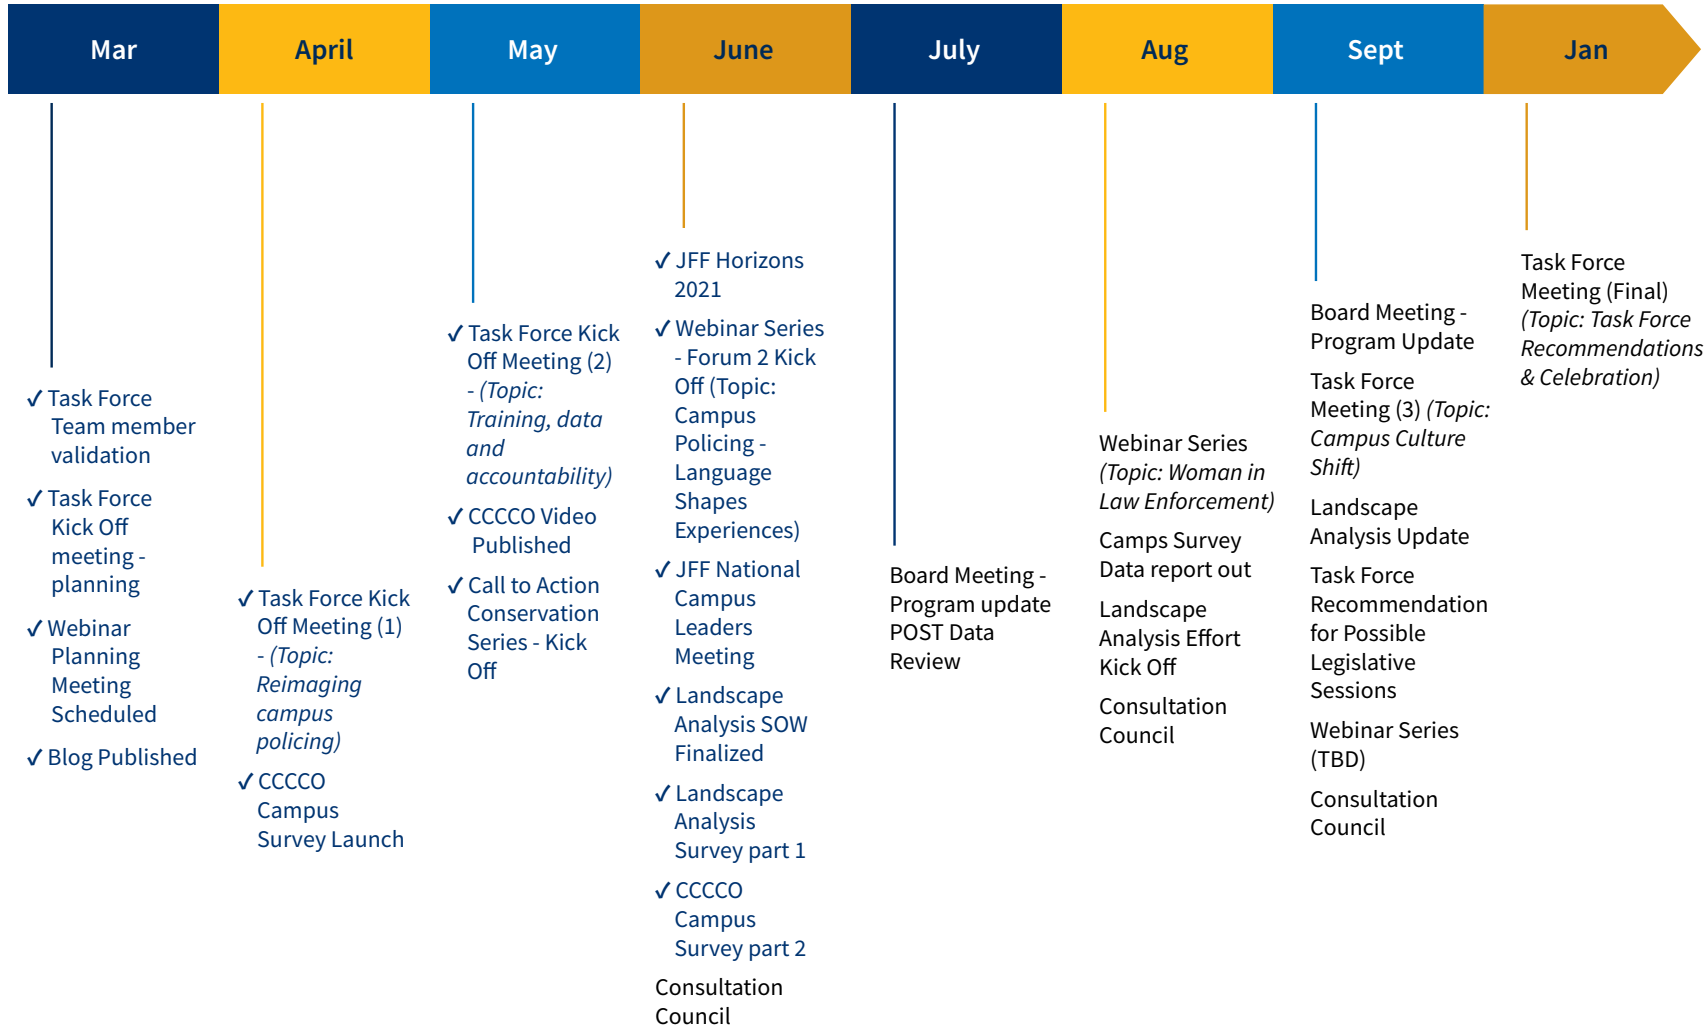 Mar
April
May
June
July
Aug
Sept
Jan
✓ Task Force
Team member
validation
✓ Task Force
Kick Off
meeting -
planning
✓ Webinar
Planning
Meeting
Scheduled
✓ Blog Published
✓ Task Force Kick
Off Meeting (1)
- (Topic:
Reimaging
campus
policing)
✓ CCCCO
Campus
Survey Launch
✓ Task Force Kick
Off Meeting (2)
- (Topic:
Training, data
and
accountability)
✓ CCCCO Video
Published
✓ Call to Action
Conservation
Series - Kick
Off
✓ JFF Horizons
2021
✓ Webinar Series
- Forum 2 Kick
Off (Topic:
Campus
Policing -
Language
Shapes
Experiences)
✓ JFF National
Campus
Leaders
Meeting
✓ Landscape
Analysis SOW
Finalized
✓ Landscape
Analysis
Survey part 1
✓ CCCCO
Campus
Survey part 2
Consultation
Council
Board Meeting -
Program update
POST Data
Review
Webinar Series
(Topic: Woman in
Law Enforcement)
Camps Survey
Data report out
Landscape
Analysis Effort
Kick Off
Consultation
Council
Board Meeting -
Program Update
Task Force
Meeting (3) (Topic:
Campus Culture
Shift)
Landscape
Analysis Update
Task Force
Recommendation
for Possible
Legislative
Sessions
Webinar Series
(TBD)
Consultation
Council
Task Force
Meeting (Final)
(Topic: Task Force
Recommendations
& Celebration)